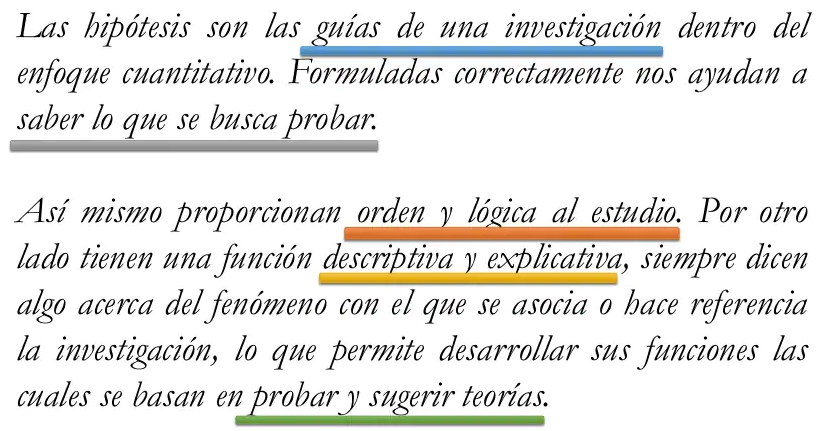 Las hipótesis son las guías de una investigación dentro del
enfoque cuantitativo. Formuladas correctamente nos ayudan a
saber lo que se busca probar.
Así mismo proporcionan orden y lógica al estudio. Por otro
lado tienen una función descriptiva y explicativa, siempre dicen
algo acerca del fenómeno con el que se asocia o hace referencia
la investigación, lo que permite desarrollar sus funciones las
cuales se basan en probar y sugerir teorías.